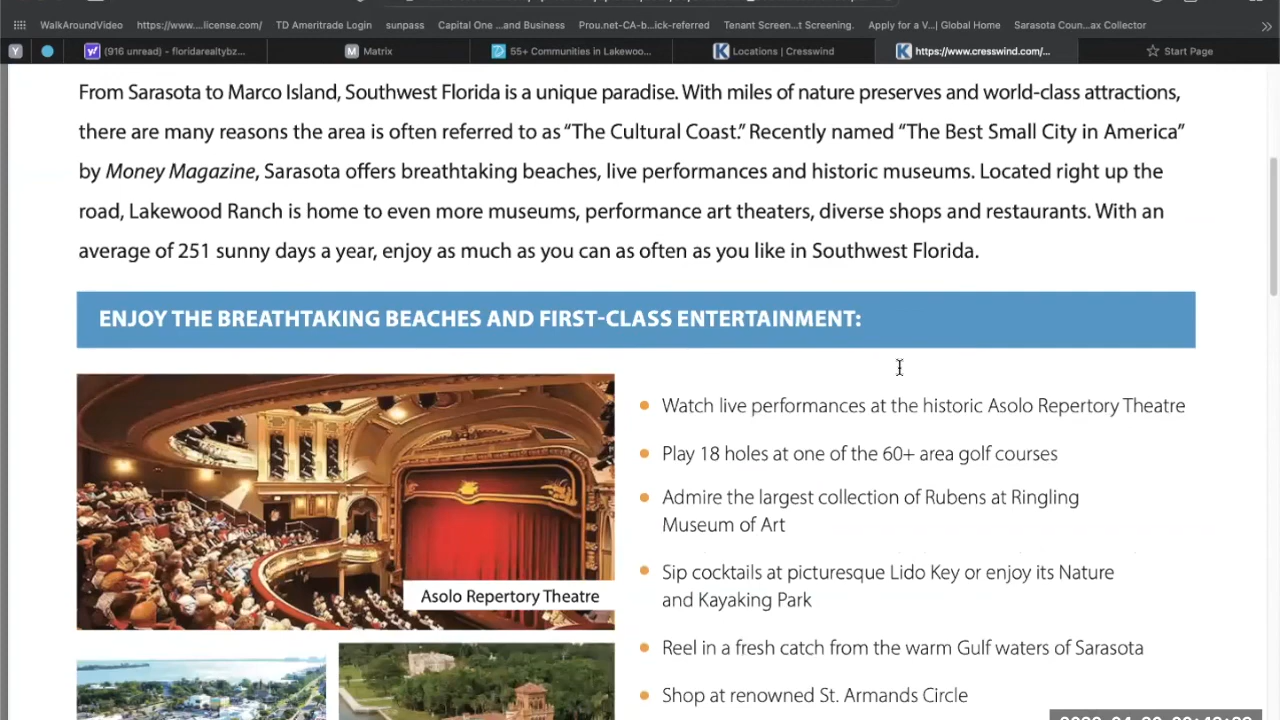 WalkAroundVideo https://www....license.com/ TD Ameritrade Login sunpass Capital One ...and Business Prou.net-CA-b...ick-referred Tenant Screen...t Screening. Apply for a V...| Global Home Sarasota Coun...ax Collector
Y (916 unread) - floridarealtybz... M Matrix 55+ Communities in Lakewoo... Locations | Cresswind https://www.cresswind.com/... Start Page
From Sarasota to Marco Island, Southwest Florida is a unique paradise. With miles of nature preserves and world-class attractions,
there are many reasons the area is often referred to as “The Cultural Coast.” Recently named “The Best Small City in America”
by Money Magazine, Sarasota offers breathtaking beaches, live performances and historic museums. Located right up the
road, Lakewood Ranch is home to even more museums, performance art theaters, diverse shops and restaurants. With an
average of 251 sunny days a year, enjoy as much as you can as often as you like in Southwest Florida.
ENJOY THE BREATHTAKING BEACHES AND FIRST-CLASS ENTERTAINMENT:
Watch live performances at the historic Asolo Repertory Theatre
Play 18 holes at one of the 60+ area golf courses
Admire the largest collection of Rubens at Ringling
Museum of Art
Sip cocktails at picturesque Lido Key or enjoy its Nature
and Kayaking Park
Asolo Repertory Theatre
Reel in a fresh catch from the warm Gulf waters of Sarasota
Shop at renowned St. Armands Circle